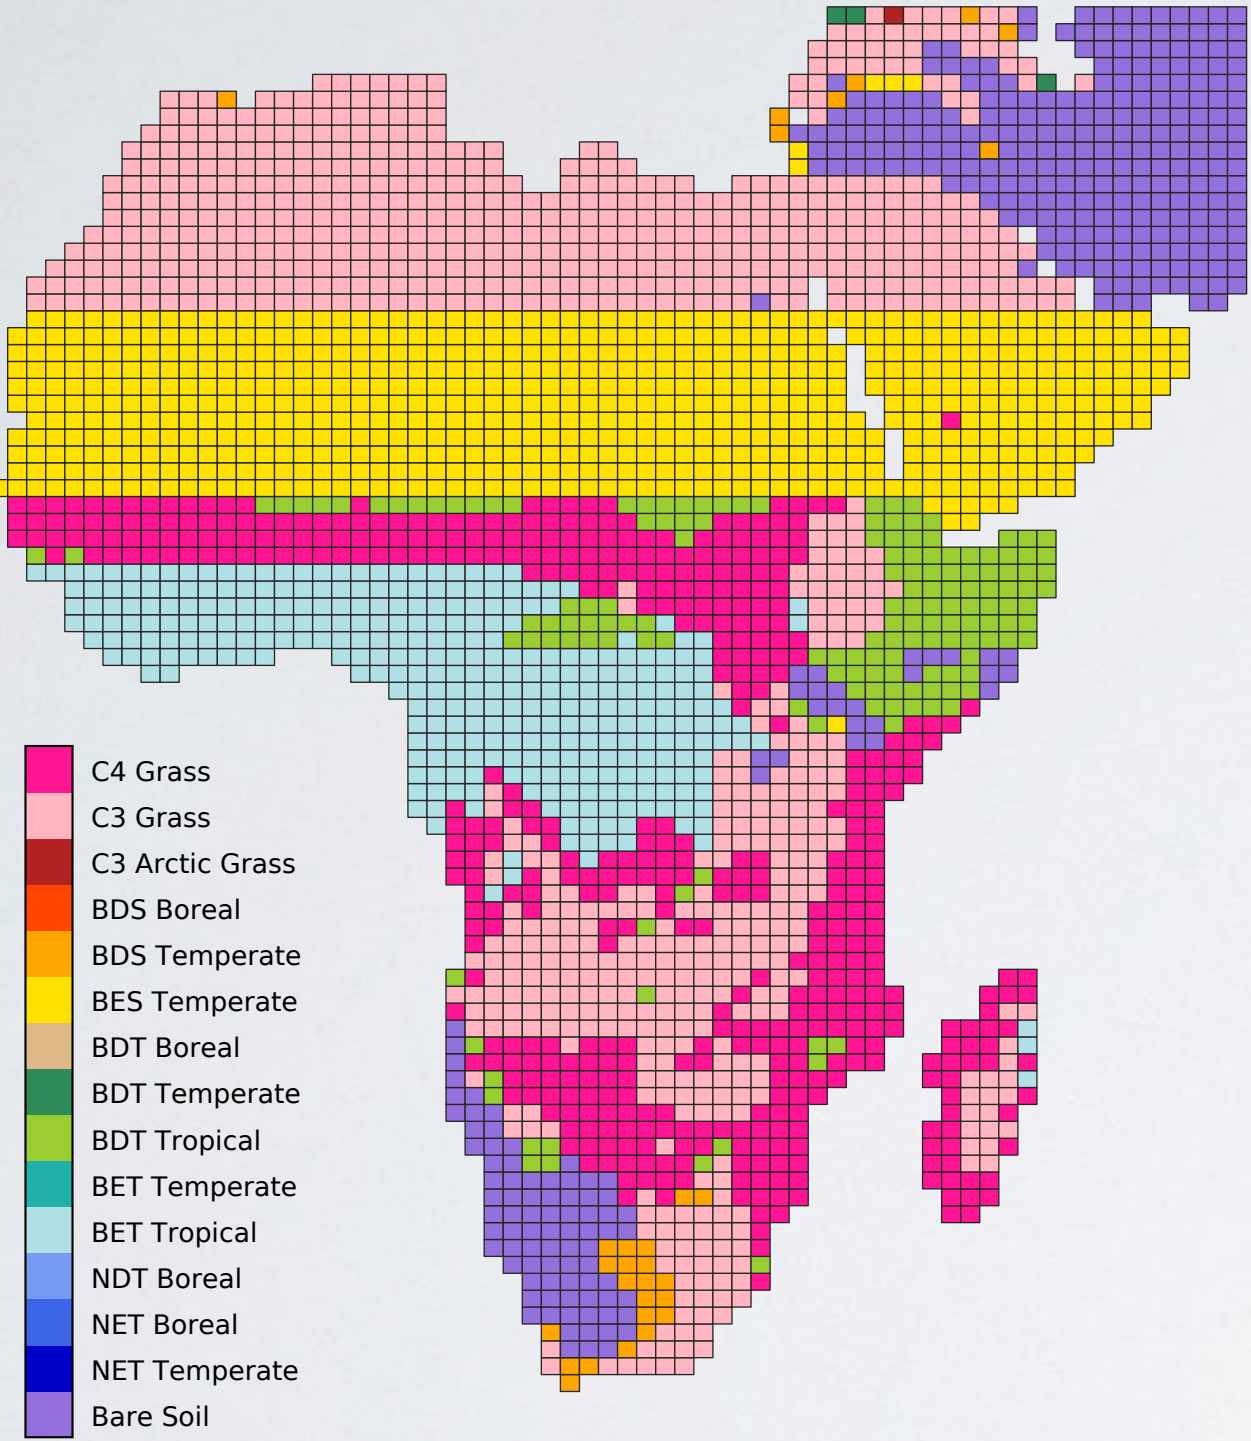 C4 Grass
C3 Grass
C3 Arctic Grass
BDS Boreal
BDS Temperate
BES Temperate
BDT Boreal
BDT Temperate
BDT Tropical
BET Temperate
BET Tropical
NDT Boreal
NET Boreal
NET Temperate
Bare Soil